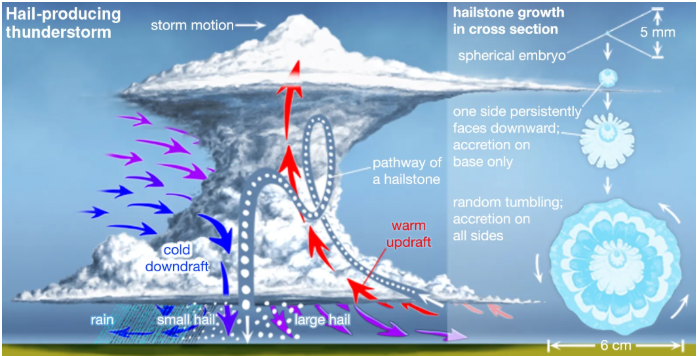 Hail-producing
thunderstorm
storm motion
pathway of
a hailstone
warm
updraft
cold
downdraft
rain
small hail
large hail
hailstone growth
in cross section
5 mm
spherical embryo
one side persistently
faces downward;
accretion on
base only
random tumbling;
accretion on
all sides
6 cm